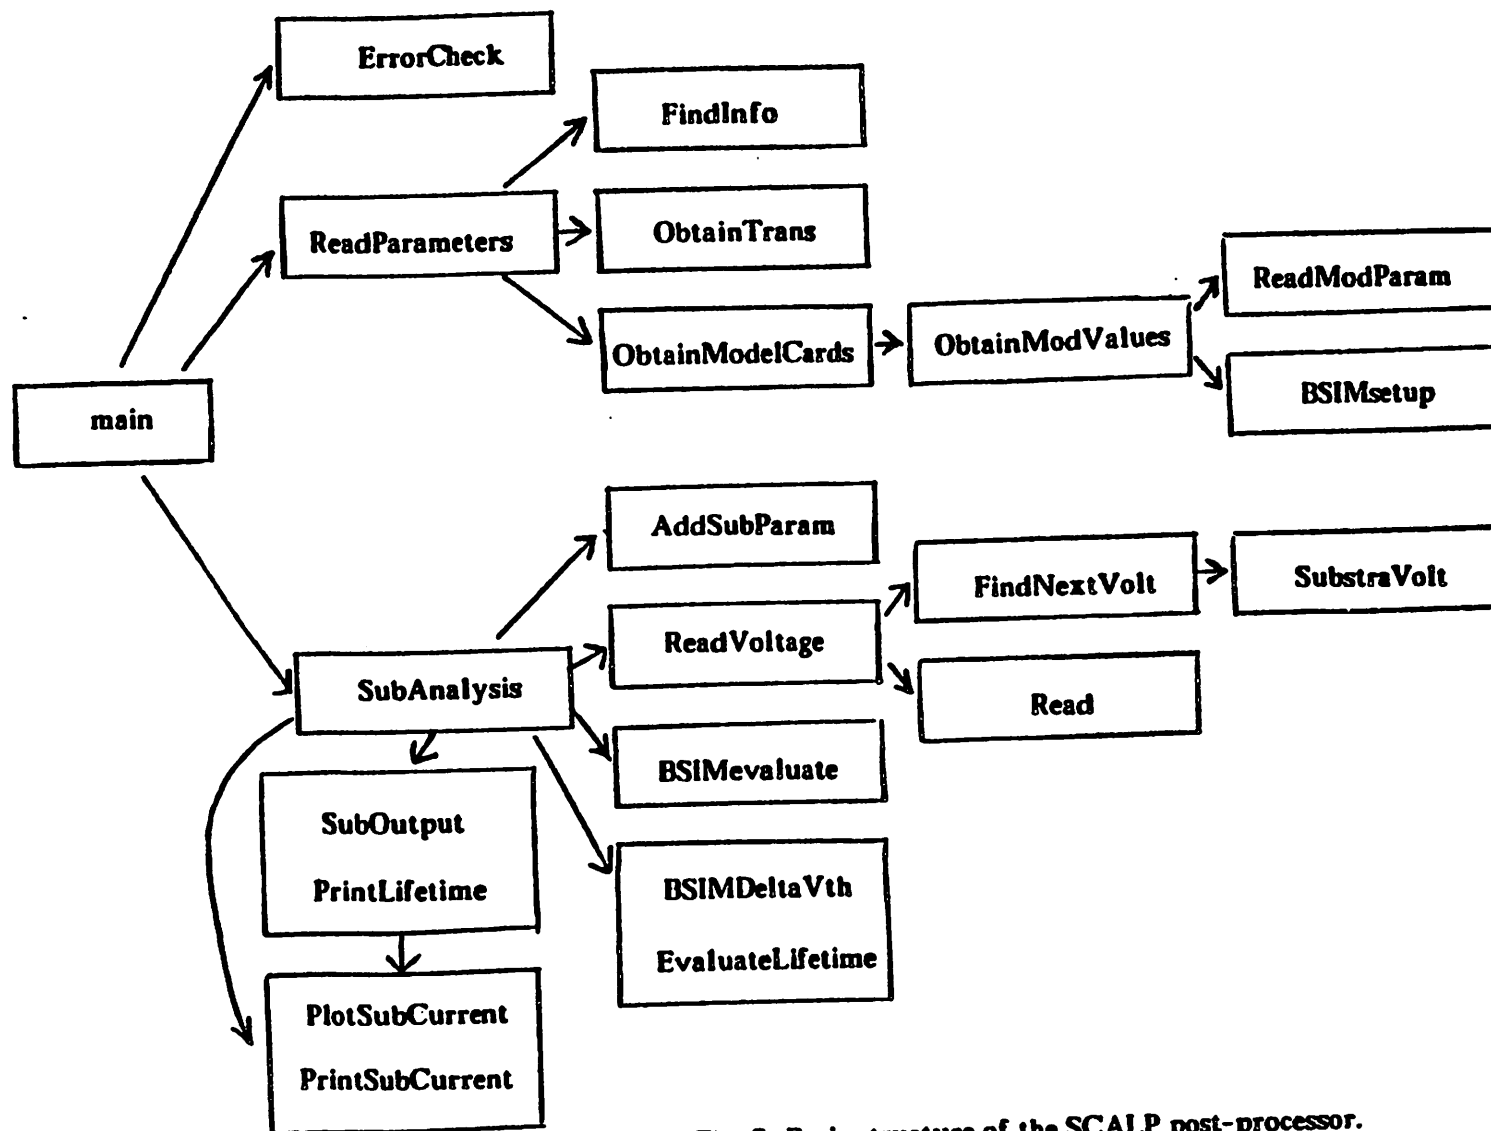 ErrorCheck
FindInfo
ReadParameters
ObtainTrans
ReadModParam
ObtainModelCards
ObtainModValues
BSIMsetup
main
AddSubParam
FindNextVolt
SubstraVolt
ReadVoltage
SubAnalysis
Read
BSIMevaluate
SubOutput
PrintLifetime
BSIMDeltaVth
EvaluateLifetime
PlotSubCurrent
PrintSubCurrent
structure of the SCALP post-processor.